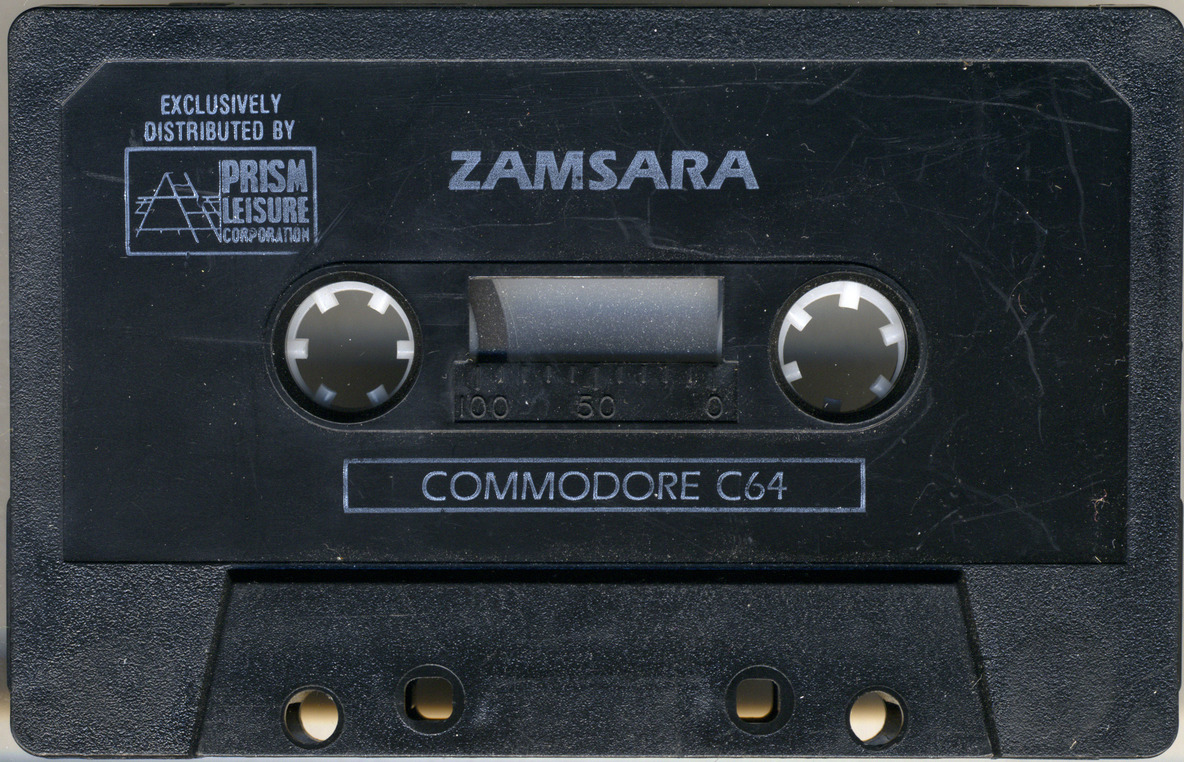 EXCLUSIVELY
DISTRIBUTED BY
PRISM
LEISURE
CORPORATION
ZAMSARA
100 50 0
COMMODORE C64